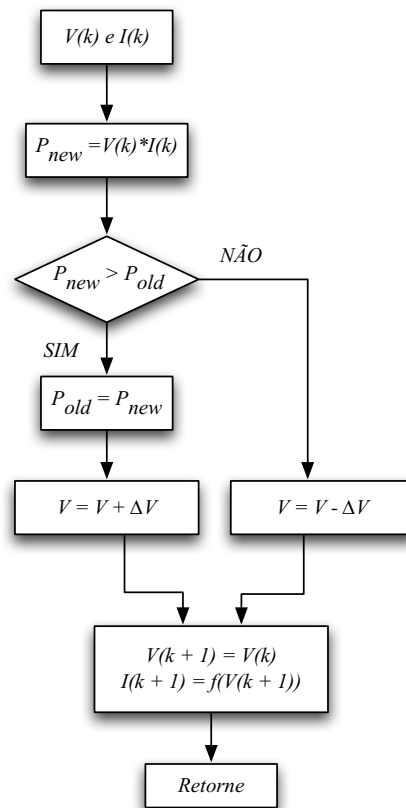 V(k) e I(k)
P_new = V(k)*I(k)
P_new > P_old
NÃO
SIM
P_old = P_new
V = V + ΔV
V = V - ΔV
V(k + 1) = V(k)
I(k + 1) = f(V(k + 1))
Retorne